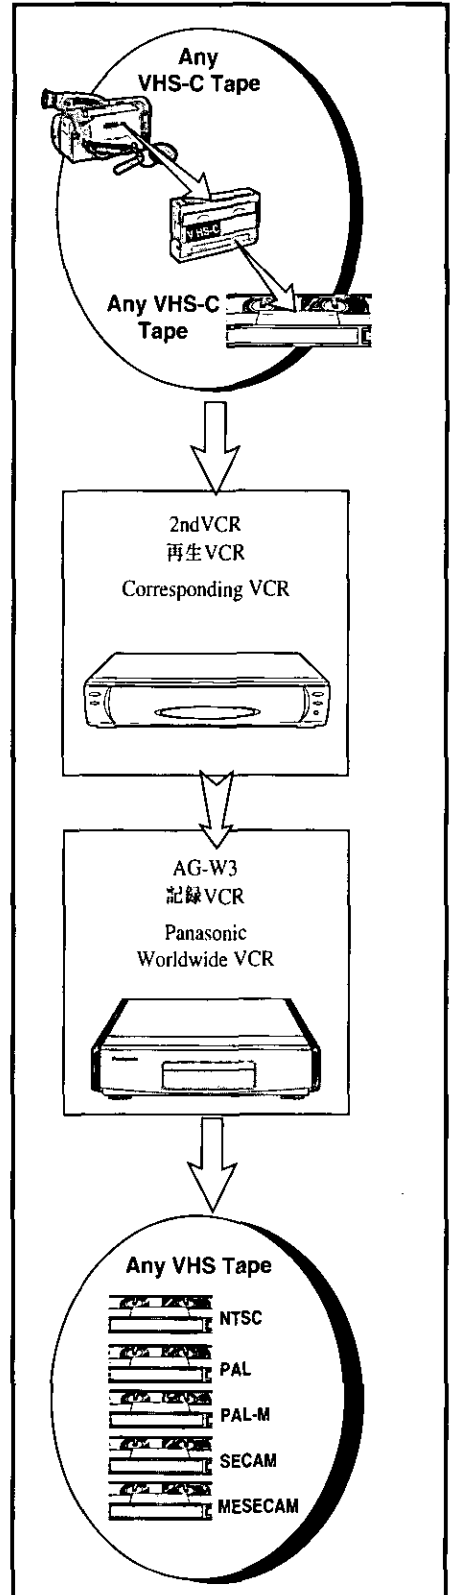 Any
VHS-C Tape
VHS-C
Any VHS-C
Tape
2ndVCR
再生VCR
Corresponding VCR
AG-W3
記録VCR
Panasonic
Worldwide VCR
Panasonic
Any VHS Tape
NTSC
PAL
PAL-M
SECAM
MESECAM